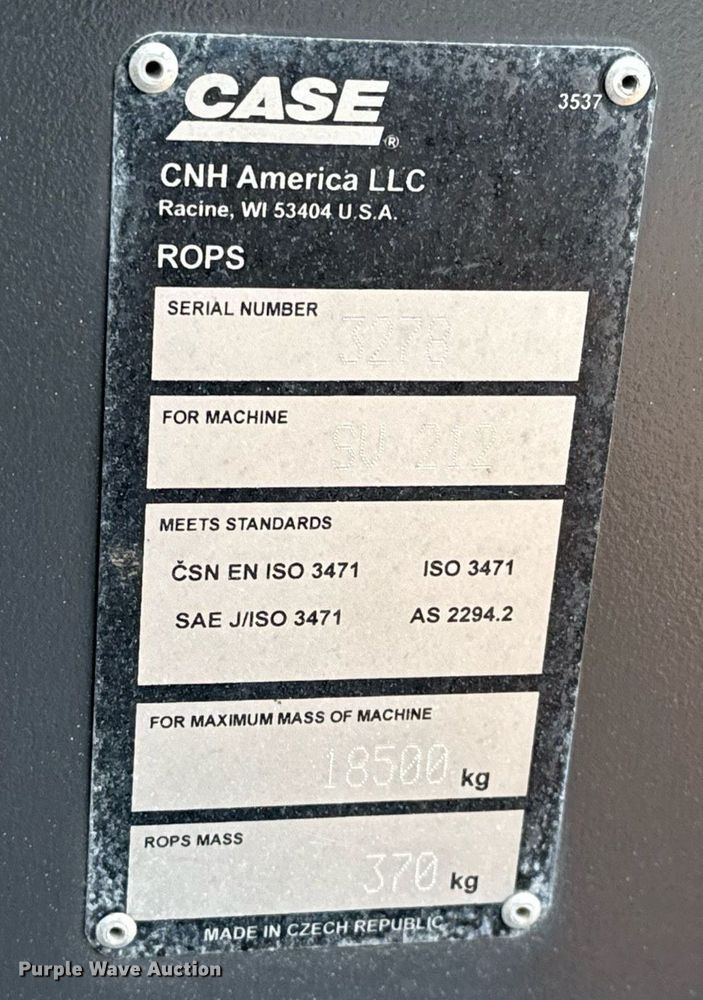 CASE ®
3537
CNH America LLC
Racine, WI 53404 U.S.A.
ROPS
SERIAL NUMBER
3278
FOR MACHINE
SV 212
MEETS STANDARDS
ČSN EN ISO 3471 ISO 3471
SAE J/ISO 3471 AS 2294.2
FOR MAXIMUM MASS OF MACHINE
18500 kg
ROPS MASS
370 kg
MADE IN CZECH REPUBLIC
Purple Wave Auction